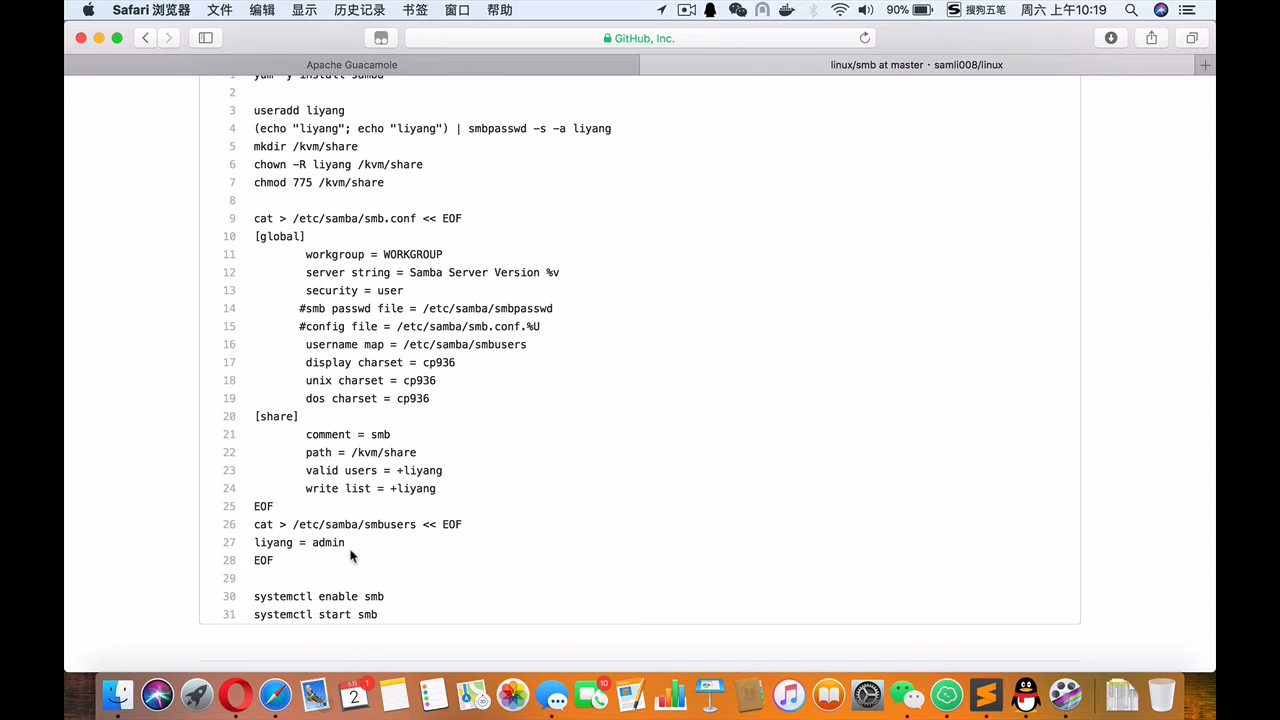 Safari 浏览器 文件 编辑 显示 历史记录 书签 窗口 帮助 90% 搜狗五笔 周六 上午10:19
GitHub, Inc.
Apache Guacamole linux/smb at master · samli008/linux
1 yum -y install samba
2
3 useradd liyang
4 (echo "liyang"; echo "liyang") | smbpasswd -s -a liyang
5 mkdir /kvm/share
6 chown -R liyang /kvm/share
7 chmod 775 /kvm/share
8
9 cat > /etc/samba/smb.conf << EOF
10 [global]
11 workgroup = WORKGROUP
12 server string = Samba Server Version %v
13 security = user
14 #smb passwd file = /etc/samba/smbpasswd
15 #config file = /etc/samba/smb.conf.%U
16 username map = /etc/samba/smbusers
17 display charset = cp936
18 unix charset = cp936
19 dos charset = cp936
20 [share]
21 comment = smb
22 path = /kvm/share
23 valid users = +liyang
24 write list = +liyang
25 EOF
26 cat > /etc/samba/smbusers << EOF
27 liyang = admin
28 EOF
29
30 systemctl enable smb
31 systemctl start smb